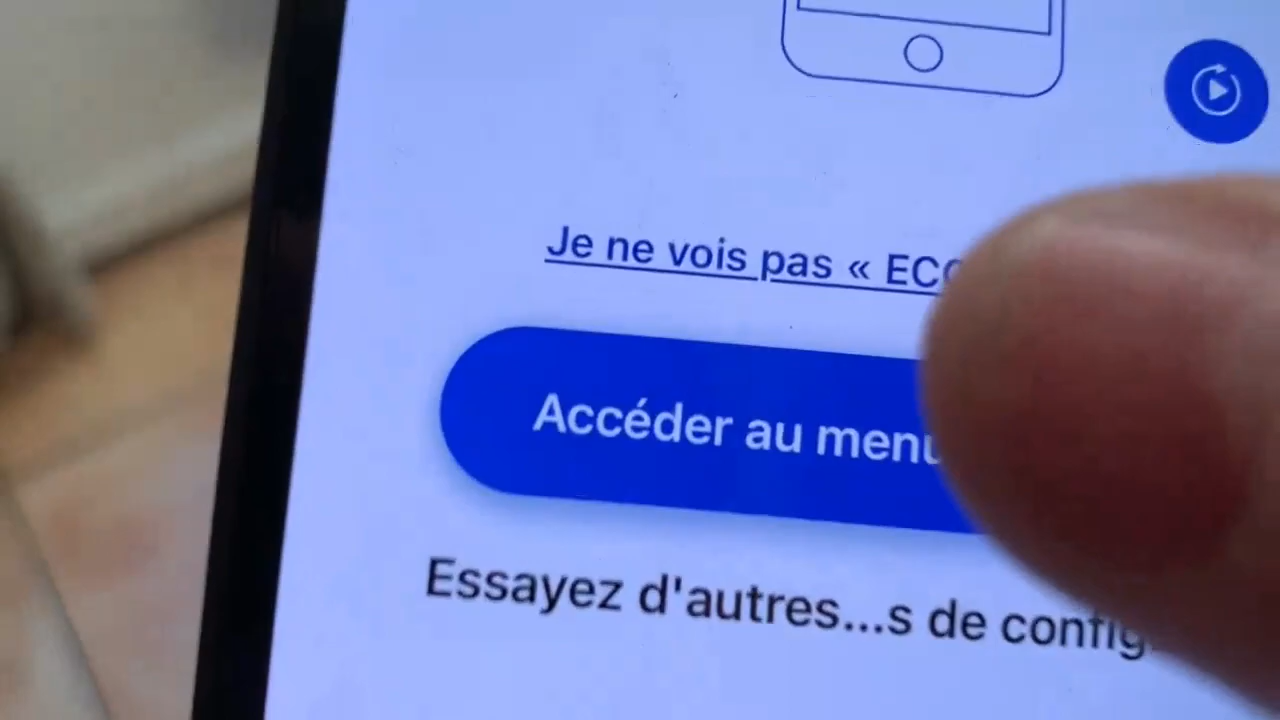 Je ne vois pas « EC
Accéder au menu
Essayez d'autres...s de config